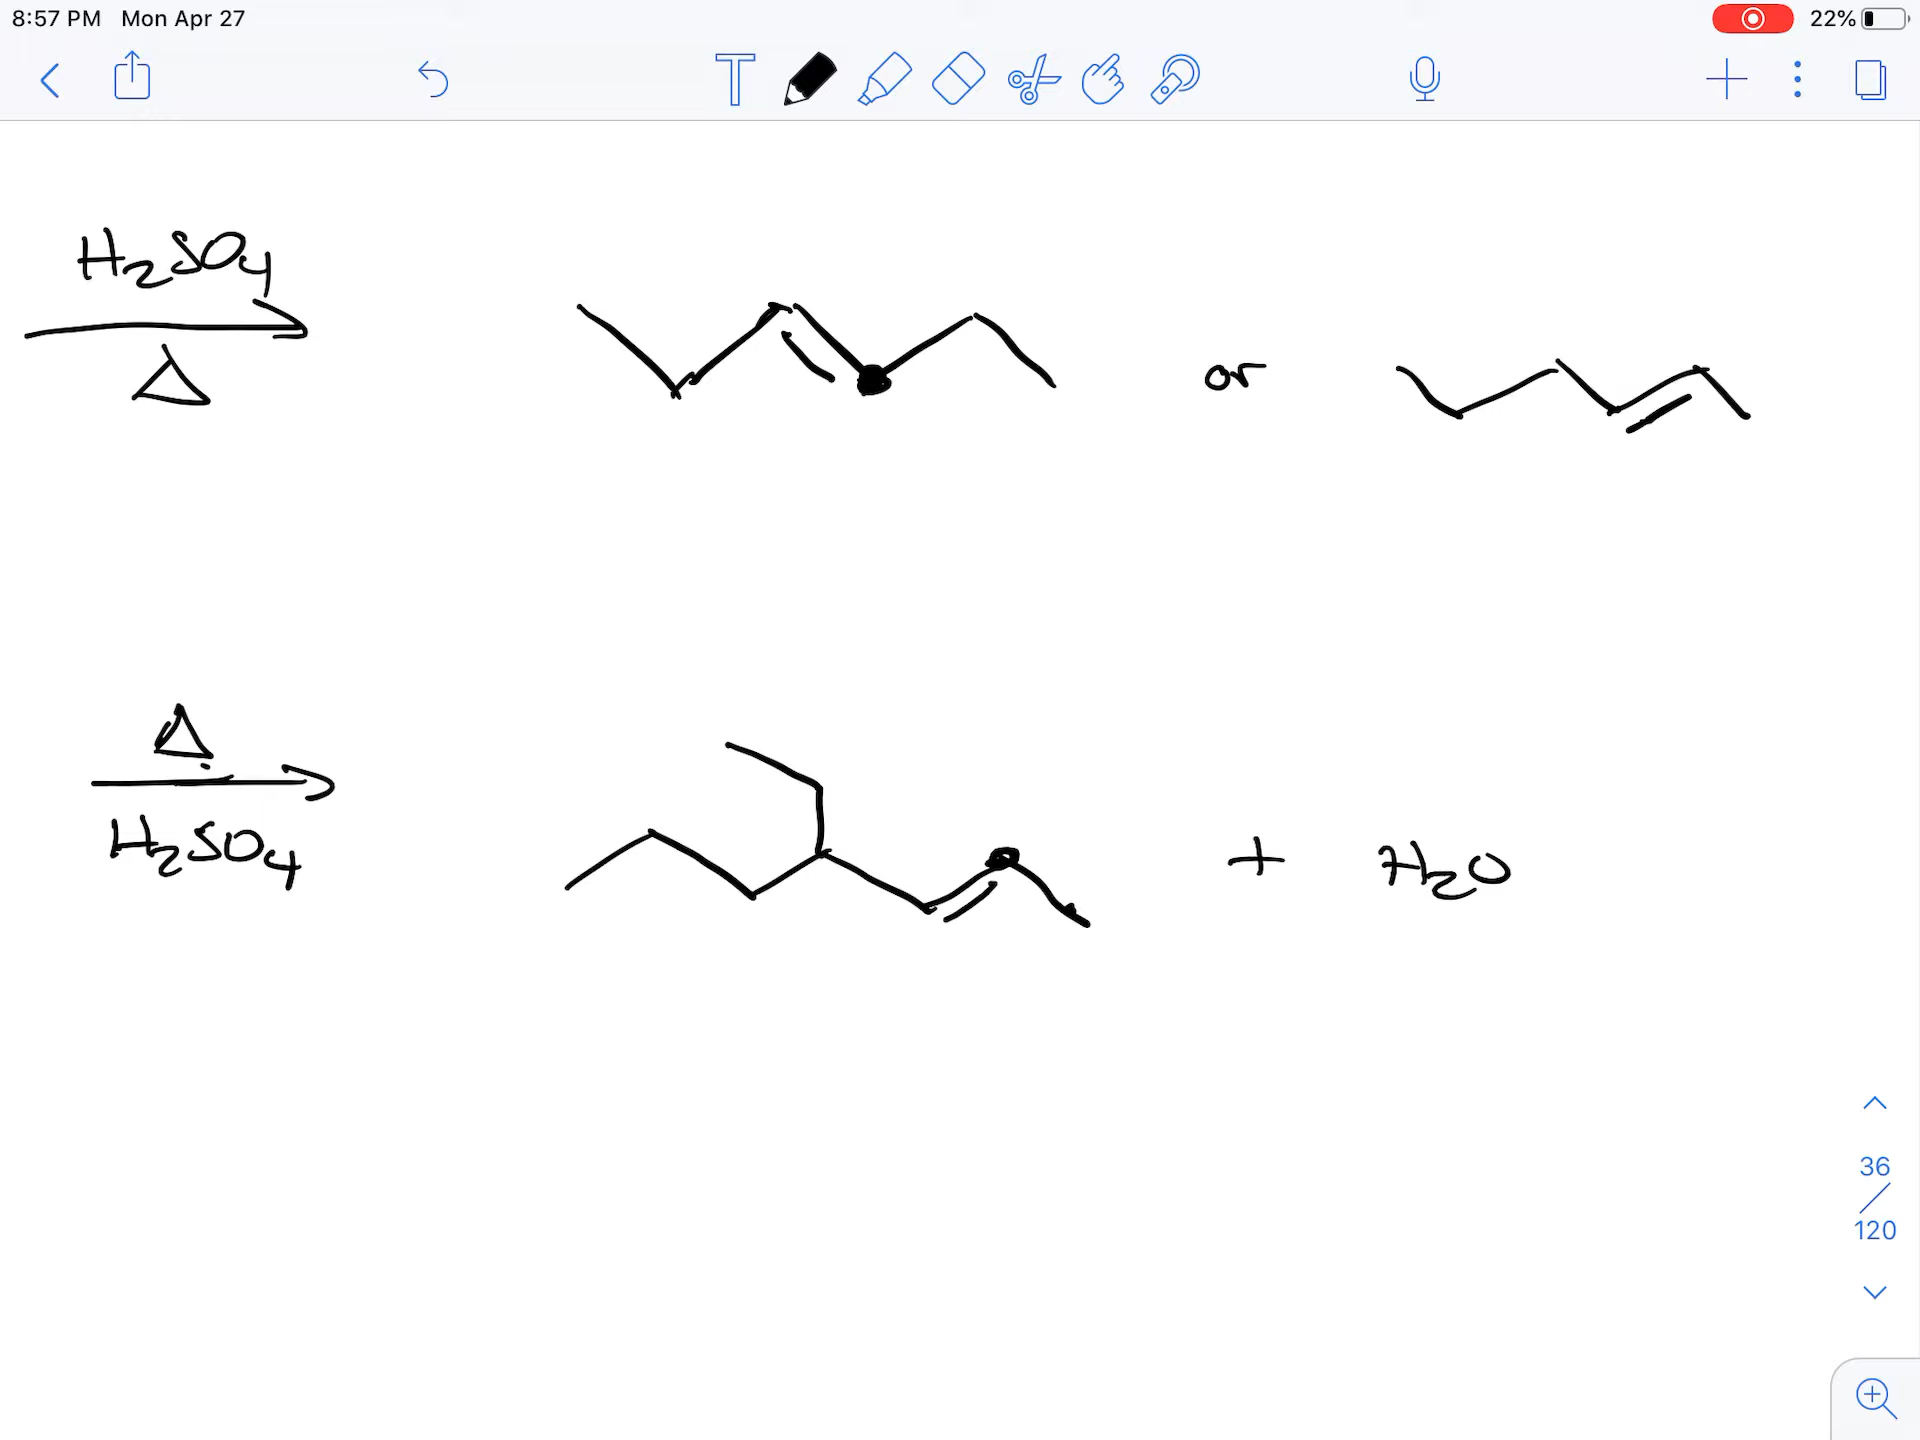 8:57 PM Mon Apr 27
22%
T
H₂SO₄
Δ
or
Δ
H₂SO₄
+ H₂O
36
/
120